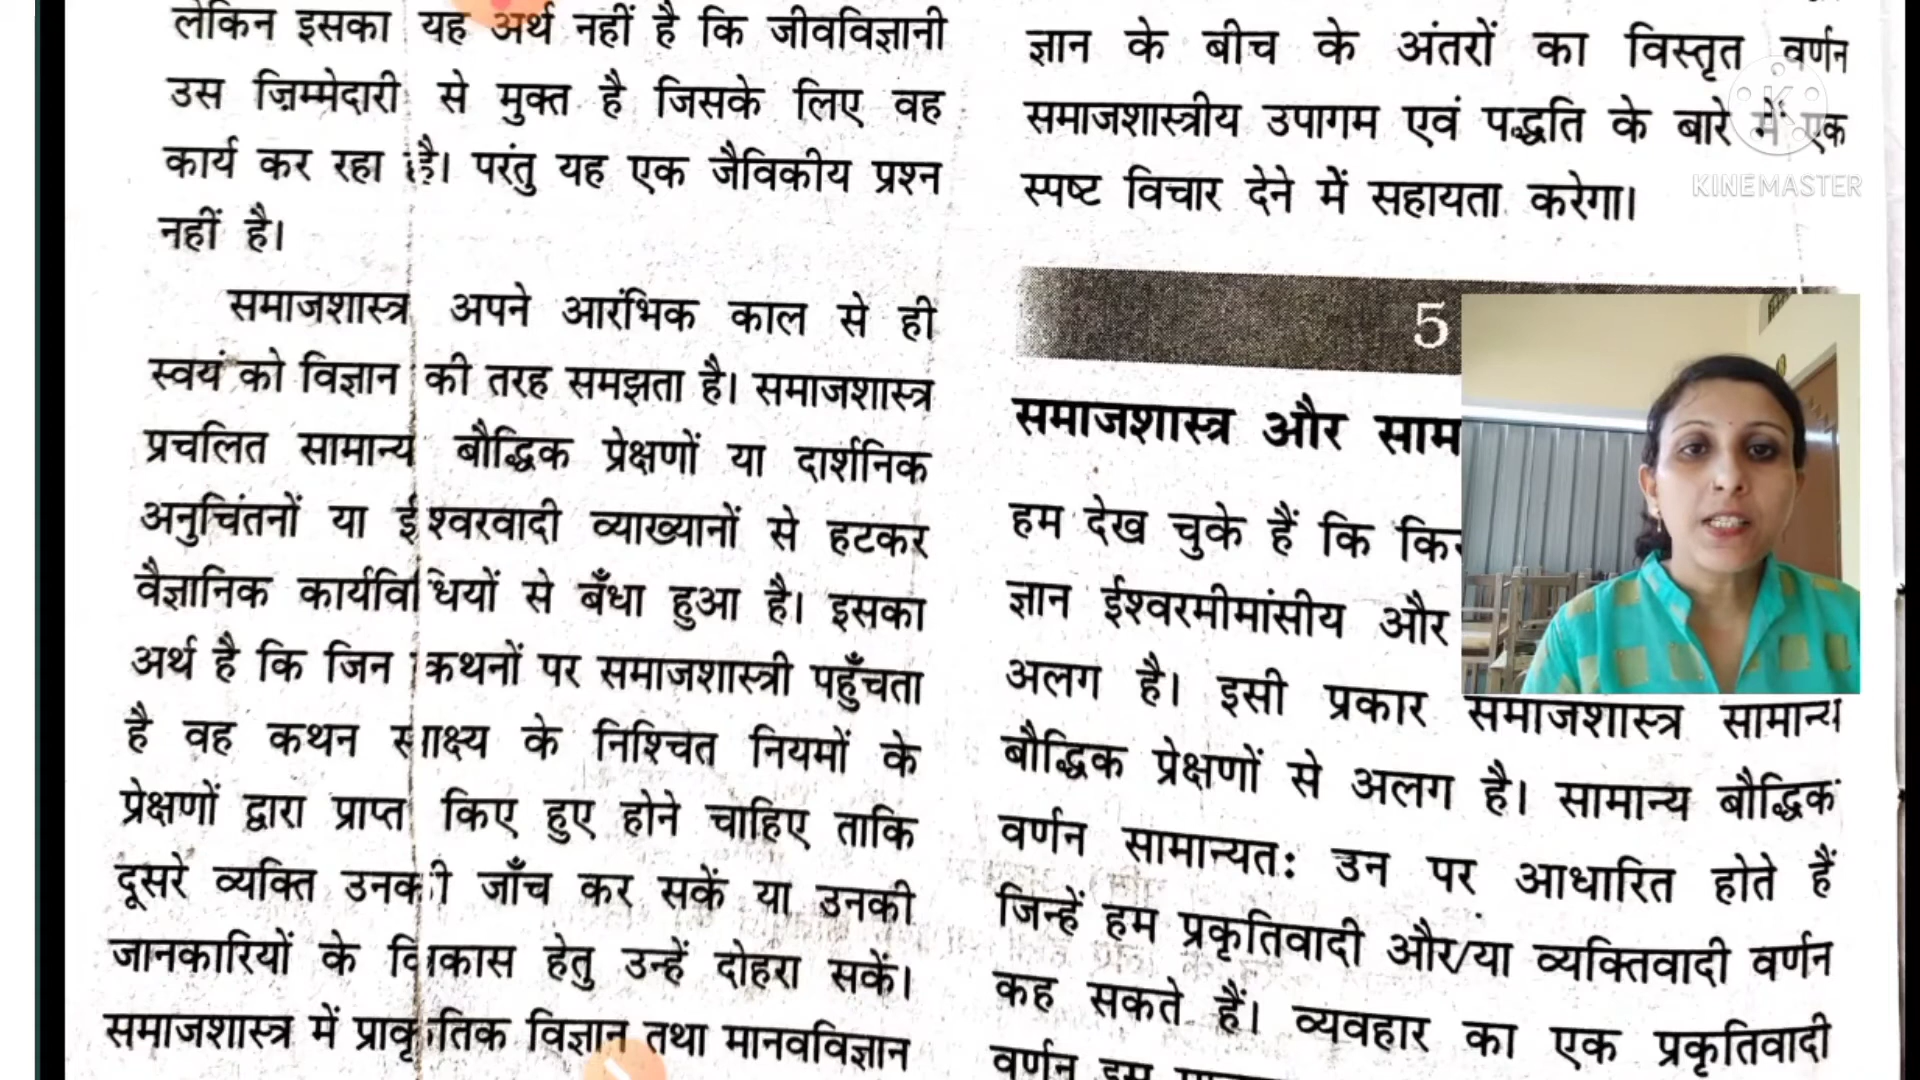 लेकिन इसका यह अर्थ नहीं है कि जीवविज्ञानी
उस ज़िम्मेदारी से मुक्त है जिसके लिए वह
कार्य कर रहा है। परंतु यह एक जैविकीय प्रश्न
नहीं है।
समाजशास्त्र अपने आरंभिक काल से ही
स्वयं को विज्ञान की तरह समझता है। समाजशास्त्र
प्रचलित सामान्य बौद्धिक प्रेक्षणों या दार्शनिक
अनुचिंतनों या ईश्वरवादी व्याख्यानों से हटकर
वैज्ञानिक कार्यविधियों से बँधा हुआ है। इसका
अर्थ है कि जिन कथनों पर समाजशास्त्री पहुँचता
है वह कथन साक्ष्य के निश्चित नियमों के
प्रेक्षणों द्वारा प्राप्त किए हुए होने चाहिए ताकि
दूसरे व्यक्ति उनकी जाँच कर सकें या उनकी
जानकारियों के विकास हेतु उन्हें दोहरा सकें।
समाजशास्त्र में प्राकृतिक विज्ञान तथा मानवविज्ञान
ज्ञान के बीच के अंतरों का विस्तृत वर्णन
समाजशास्त्रीय उपागम एवं पद्धति के बारे में एक
स्पष्ट विचार देने में सहायता करेगा।
5
समाजशास्त्र और
हम देख चुके हैं कि
ज्ञान ईश्वरमीमांसीय और
अलग है। इसी प्रकार समाजशास्त्र सामान्य
बौद्धिक प्रेक्षणों से अलग है। सामान्य बौद्धिक
वर्णन सामान्यतः उन पर आधारित होते हैं
जिन्हें हम प्रकृतिवादी और/या व्यक्तिवादी वर्णन
कह सकते हैं। व्यवहार का एक प्रकृतिवादी
वर्णन इस
KINEMASTER